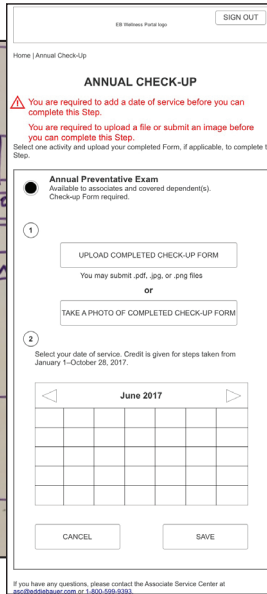 EB Wellness Portal logo
SIGN OUT
Home | Annual Check-Up
ANNUAL CHECK-UP
You are required to add a date of service before you can
complete this Step.
You are required to upload a file or submit an image before
you can complete this Step.
Select one activity and upload your completed Form, if applicable, to complete
Step.
Annual Preventative Exam
Available to associates and covered dependent(s).
Check-up Form required.
1
UPLOAD COMPLETED CHECK-UP FORM
You may submit .pdf, .jpg, or .png files
or
TAKE A PHOTO OF COMPLETED CHECK-UP FORM
2
Select your date of service. Credit is given for steps taken from
January 1–October 28, 2017.
June 2017
CANCEL
SAVE
If you have any questions, please contact the Associate Service Center at
asc@eddiebauer.com or 1-800-599-9393.